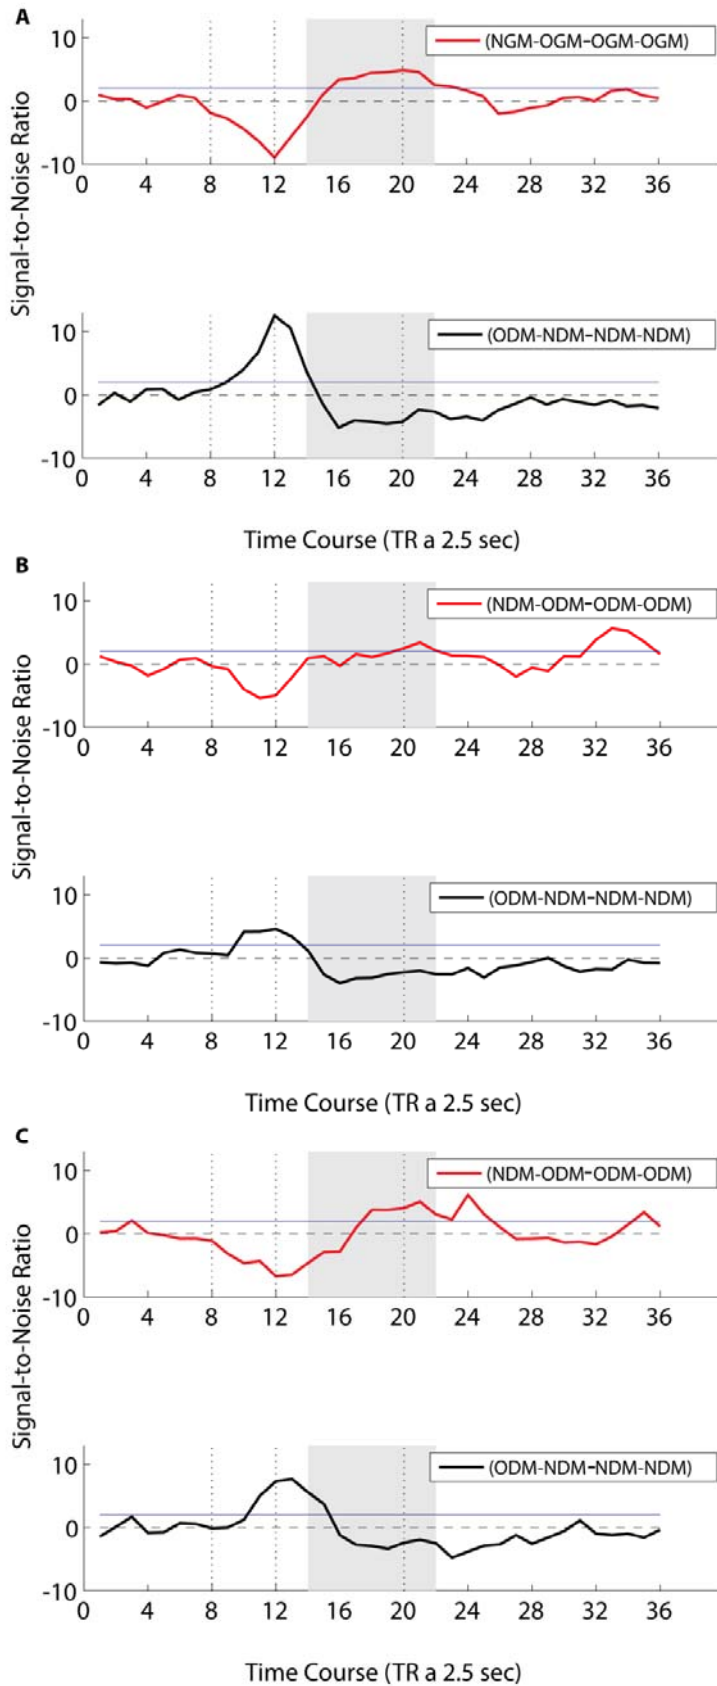 A
(NGM-OGM-OGM-OGM)
10
0
-10
0 4 8 12 16 20 24 28 32 36
Signal-to-Noise Ratio
(ODM-NDM-NDM-NDM)
10
0
-10
0 4 8 12 16 20 24 28 32 36
Time Course (TR a 2.5 sec)
B
(NDM-ODM-ODM-ODM)
10
0
-10
0 4 8 12 16 20 24 28 32 36
Signal-to-Noise Ratio
(ODM-NDM-NDM-NDM)
10
0
-10
0 4 8 12 16 20 24 28 32 36
Time Course (TR a 2.5 sec)
C
(NDM-ODM-ODM-ODM)
10
0
-10
0 4 8 12 16 20 24 28 32 36
Signal-to-Noise Ratio
(ODM-NDM-NDM-NDM)
10
0
-10
0 4 8 12 16 20 24 28 32 36
Time Course (TR a 2.5 sec)